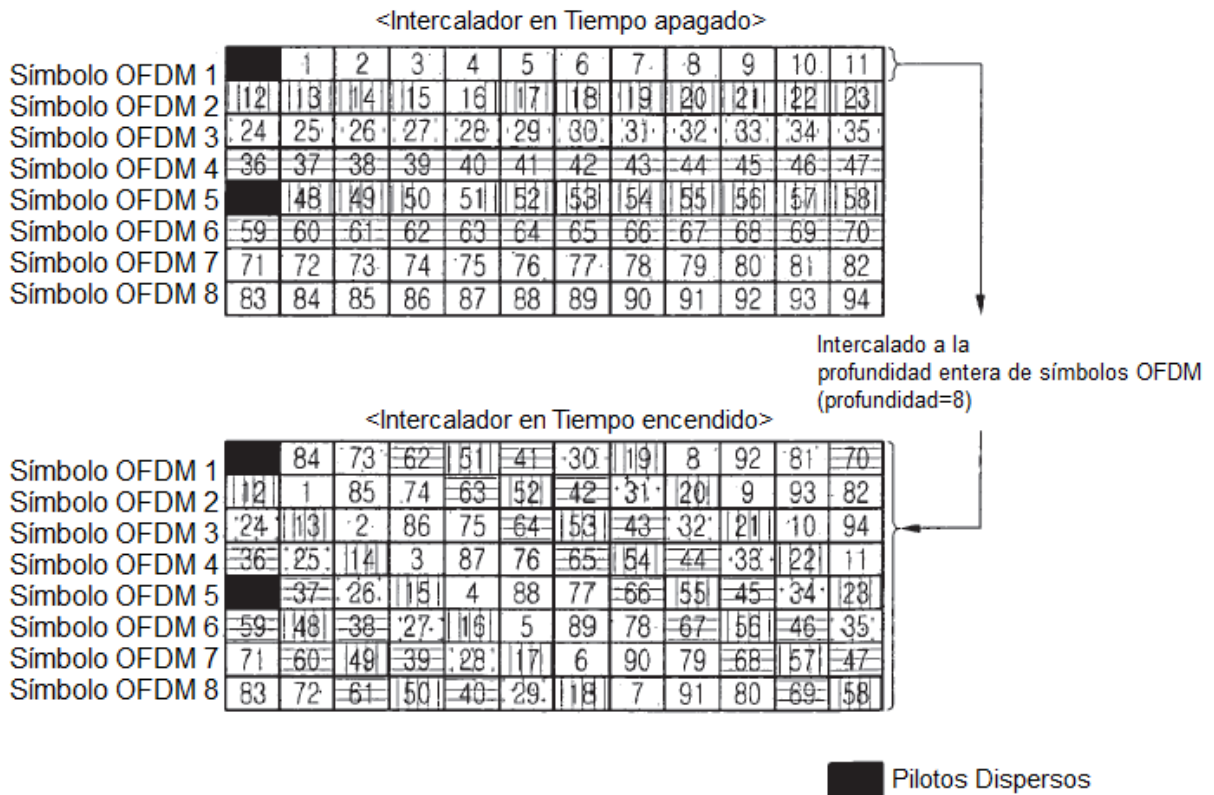 <Intercalador en Tiempo apagado>
Símbolo OFDM 1 1 2 3 4 5 6 7 8 9 10 11
Símbolo OFDM 2 12 13 14 15 16 17 18 19 20 21 22 23
Símbolo OFDM 3 24 25 26 27 28 29 30 31 32 33 34 35
Símbolo OFDM 4 36 37 38 39 40 41 42 43 44 45 46 47
Símbolo OFDM 5 48 49 50 51 52 53 54 55 56 57 58
Símbolo OFDM 6 59 60 61 62 63 64 65 66 67 68 69 70
Símbolo OFDM 7 71 72 73 74 75 76 77 78 79 80 81 82
Símbolo OFDM 8 83 84 85 86 87 88 89 90 91 92 93 94
Intercalado a la
profundidad entera de símbolos OFDM
(profundidad=8)
<Intercalador en Tiempo encendido>
Símbolo OFDM 1 84 73 62 51 41 30 19 8 92 81 70
Símbolo OFDM 2 12 1 85 74 63 52 42 31 20 9 93 82
Símbolo OFDM 3 24 13 2 86 75 64 53 43 32 21 10 94
Símbolo OFDM 4 36 25 14 3 87 76 65 54 44 33 22 11
Símbolo OFDM 5 37 26 15 4 88 77 66 55 45 34 23
Símbolo OFDM 6 59 48 38 27 16 5 89 78 67 56 46 35
Símbolo OFDM 7 71 60 49 39 28 17 6 90 79 68 57 47
Símbolo OFDM 8 83 72 61 50 40 29 18 7 91 80 69 58
Pilotos Dispersos